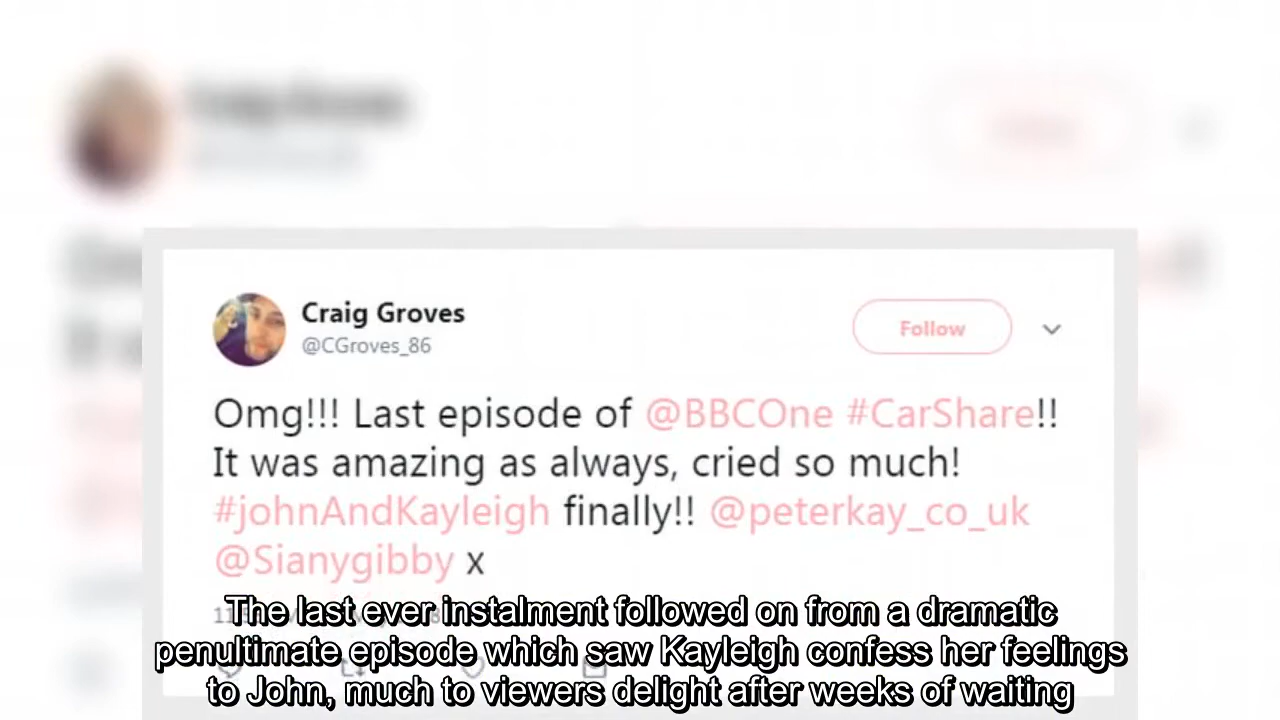 Craig Groves
@CGroves_86
Follow
Omg!!! Last episode of @BBCOne #CarShare!!
It was amazing as always, cried so much!
#johnAndKayleigh finally!! @peterkay_co_uk
@Sianygibby x
The last ever instalment followed on from a dramatic
penultimate episode which saw Kayleigh confess her feelings
to John, much to viewers delight after weeks of waiting